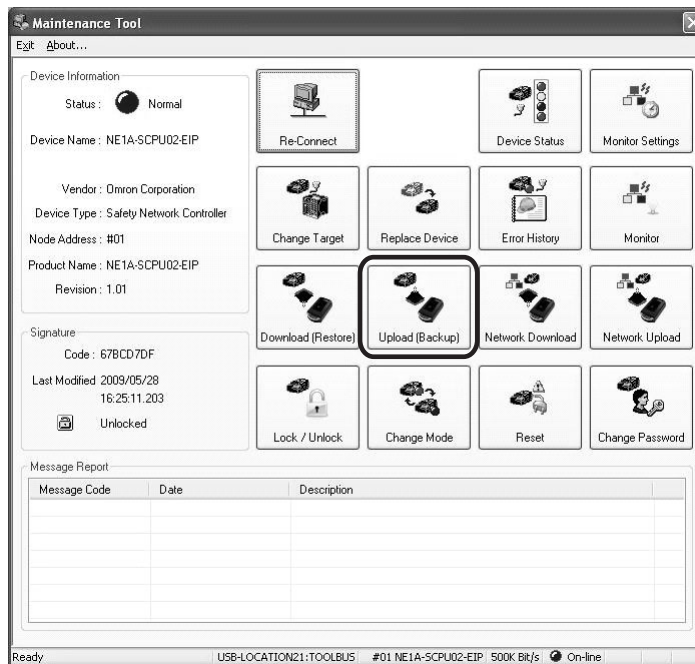 Maintenance Tool
Exit About...
Device Information
Status : Normal
Device Name : NE1A-SCPU02-EIP
Vendor : Omron Corporation
Device Type : Safety Network Controller
Node Address : #01
Product Name : NE1A-SCPU02-EIP
Revision : 1.01
Signature
Code : 67BCD7DF
Last Modified 2009/05/28
16:25:11.203
Unlocked
Re-Connect
Device Status
Monitor Settings
Change Target
Replace Device
Error History
Monitor
Download (Restore)
Upload (Backup)
Network Download
Network Upload
Lock / Unlock
Change Mode
Reset
Change Password
Message Report
Message Code Date Description
Ready USB-LOCATION21:TOOLBUS #01 NE1A-SCPU02-EIP 500K Bit/s On-line